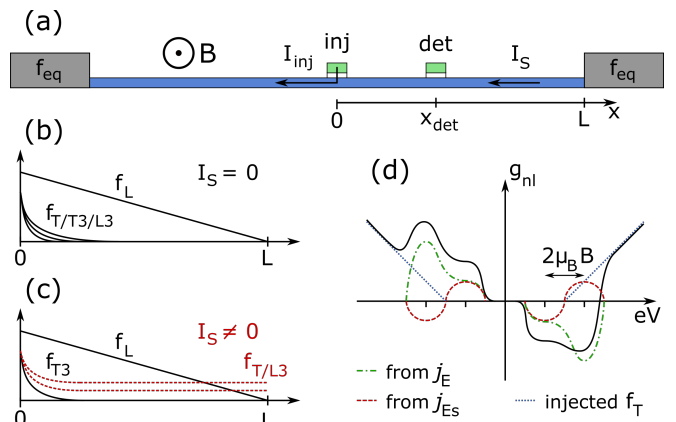 (a)
inj
det
I_inj
I_S
B
f_eq
f_eq
0
x_det
L
x
(b)
I_S = 0
f_L
f_T/T3/L3
0
L
(c)
I_S ≠ 0
f_T3
f_L
f_T/L3
0
L
(d)
g_nl
2μ_B B
eV
from j_E
from j_Es
injected f_T